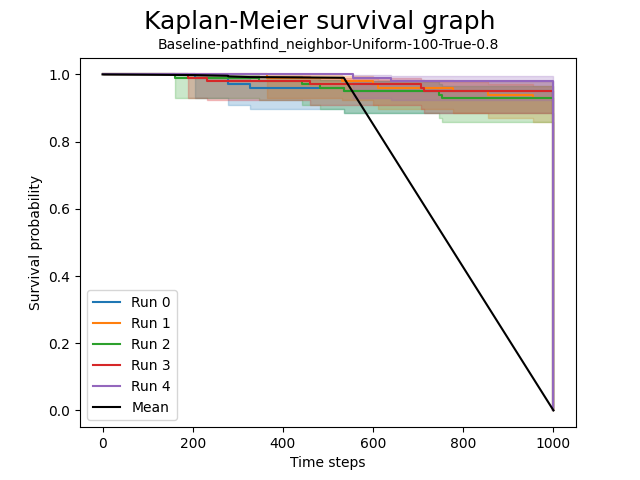 Kaplan-Meier survival graph
Baseline-pathfind_neighbor-Uniform-100-True-0.8
1.0
0.8
0.6
0.4
0.2
0.0
Survival probability
Run 0
Run 1
Run 2
Run 3
Run 4
Mean
0 200 400 600 800 1000
Time steps